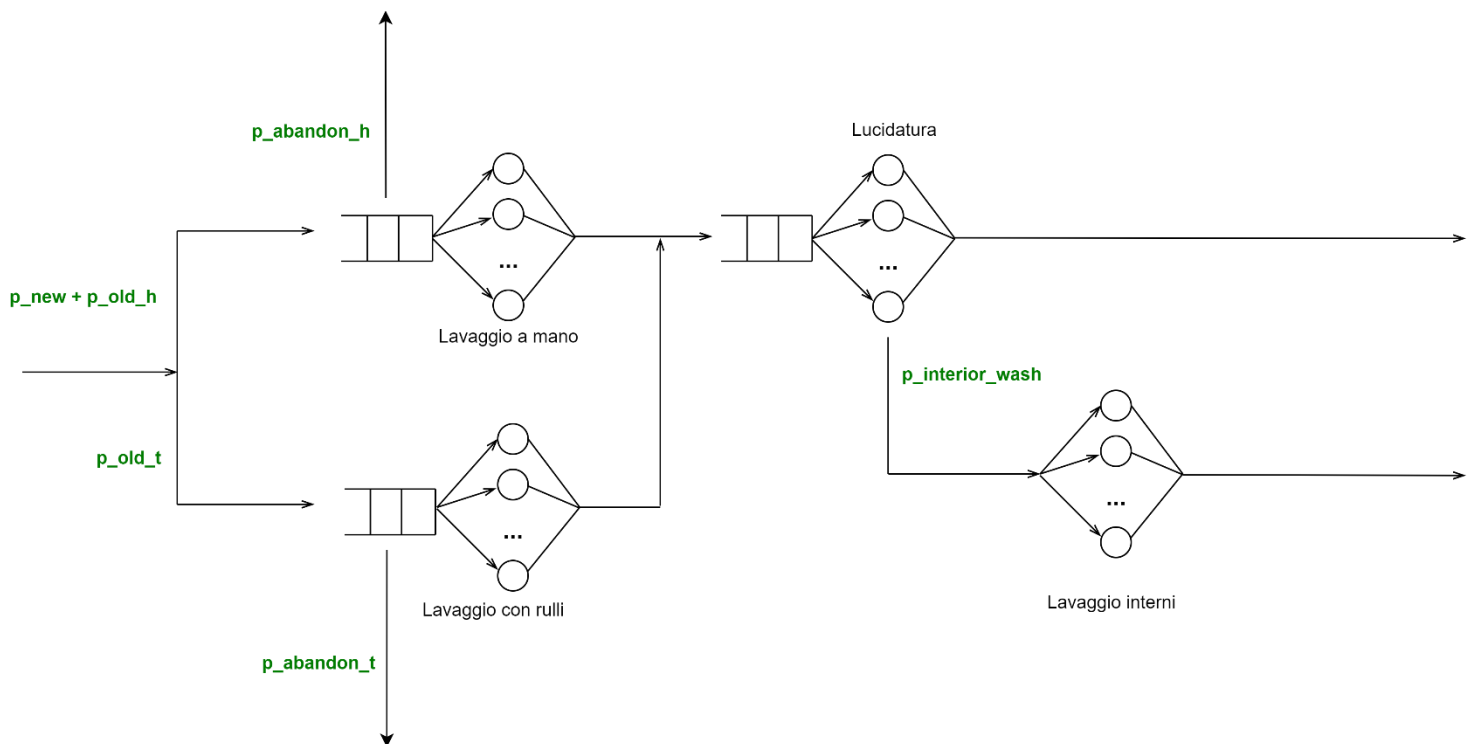 p_abandon_h
Lucidatura
...
...
p_new + p_old_h
Lavaggio a mano
p_interior_wash
p_old_t
...
...
Lavaggio con rulli
Lavaggio interni
p_abandon_t